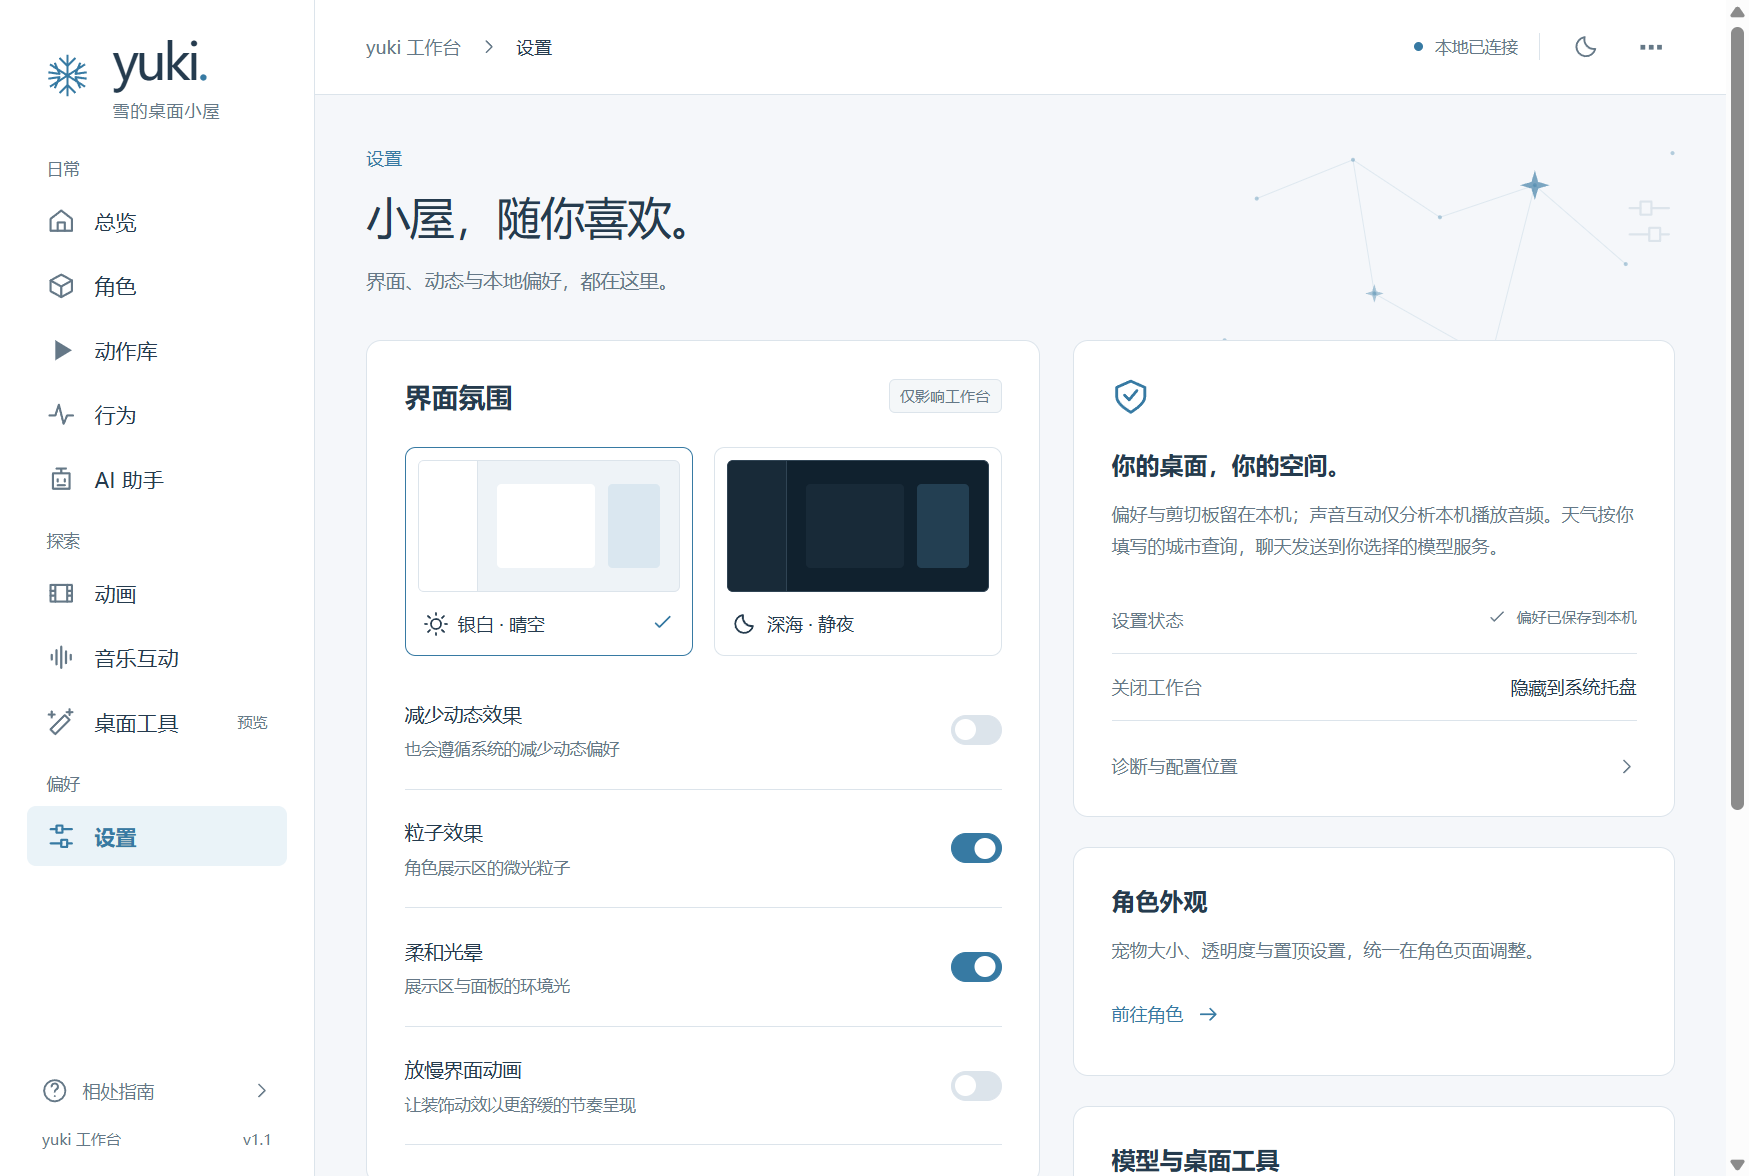 yuki.
雪的桌面小屋
日常
总览
角色
动作库
行为
AI 助手
探索
动画
音乐互动
桌面工具 预览
偏好
设置
相处指南
yuki 工作台 v1.1
yuki 工作台 设置
本地已连接
设置
小屋，随你喜欢。
界面、动态与本地偏好，都在这里。
界面氛围 仅影响工作台
银白 · 晴空
深海 · 静夜
减少动态效果
也会遵循系统的减少动态偏好
粒子效果
角色展示区的微光粒子
柔和光晕
展示区与面板的环境光
放慢界面动画
让装饰动效以更舒缓的节奏呈现
你的桌面，你的空间。
偏好与剪切板留在本机；声音互动仅分析本机播放音频。天气按你
填写的城市查询，聊天发送到你选择的模型服务。
设置状态 偏好已保存到本机
关闭工作台 隐藏到系统托盘
诊断与配置位置
角色外观
宠物大小、透明度与置顶设置，统一在角色页面调整。
前往角色
模型与桌面工具